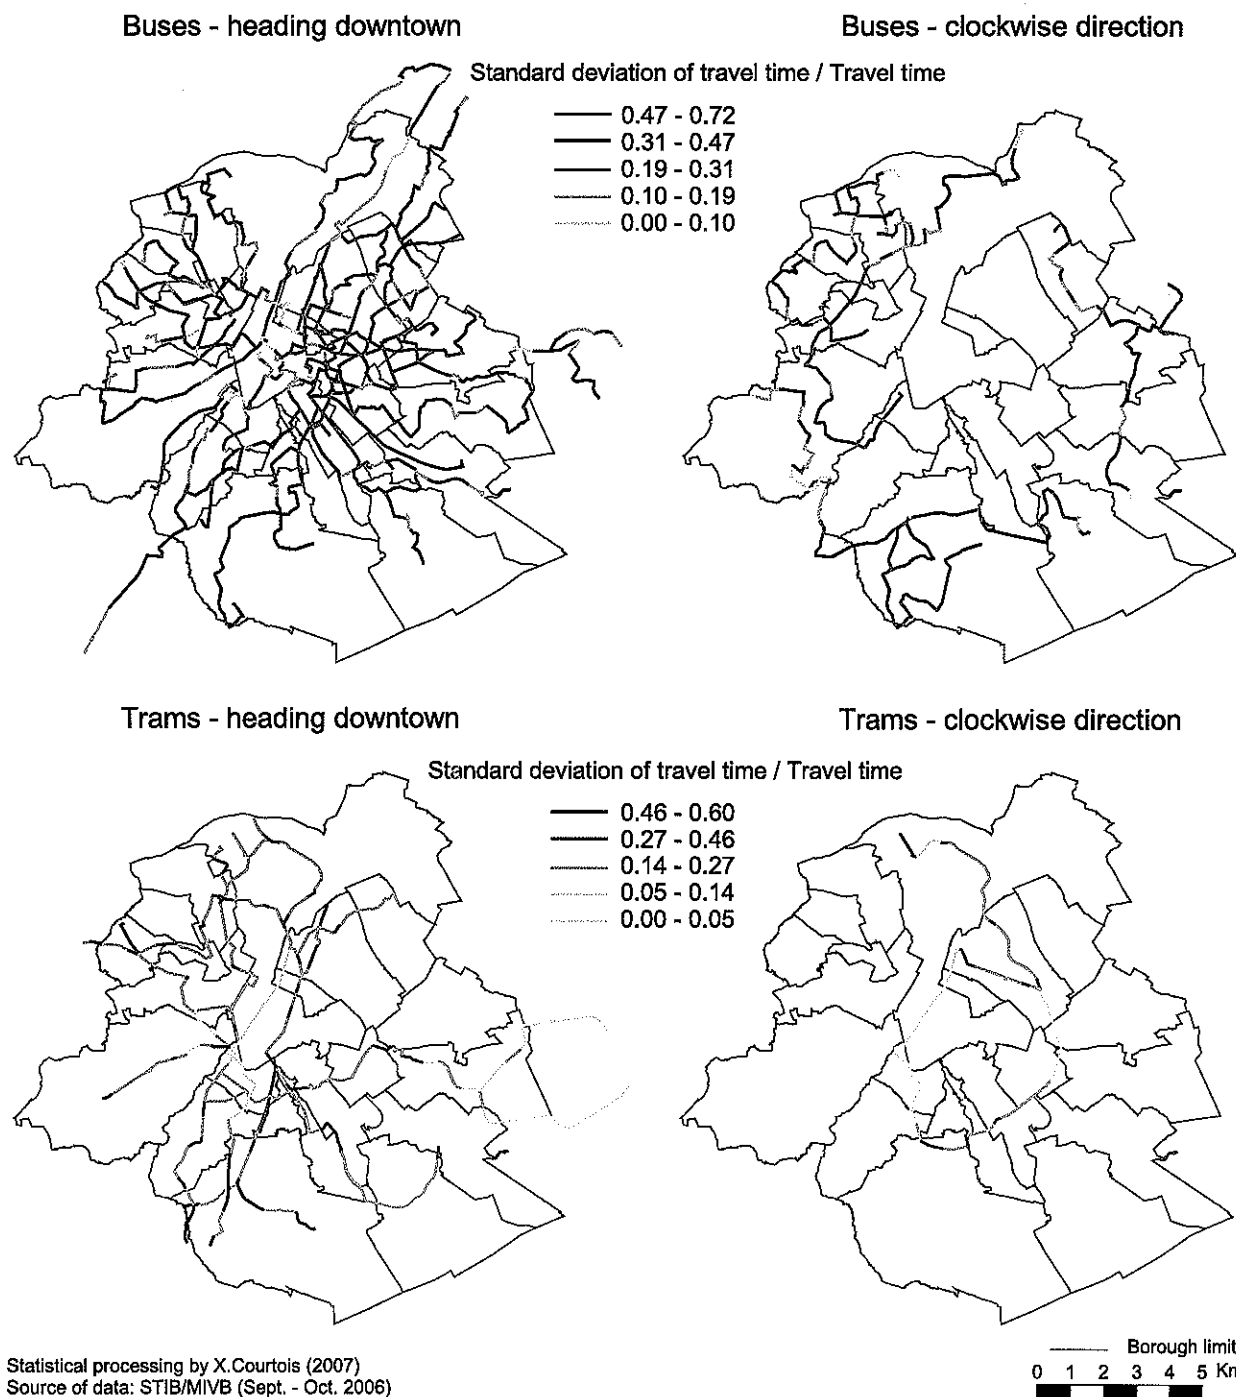 Buses - heading downtown
Buses - clockwise direction
Standard deviation of travel time / Travel time
0.47 - 0.72
0.31 - 0.47
0.19 - 0.31
0.10 - 0.19
0.00 - 0.10
Trams - heading downtown
Trams - clockwise direction
Standard deviation of travel time / Travel time
0.46 - 0.60
0.27 - 0.46
0.14 - 0.27
0.05 - 0.14
0.00 - 0.05
Statistical processing by X.Courtois (2007)
Source of data: STIB/MIVB (Sept. - Oct. 2006)
Borough limit
0 1 2 3 4 5 Km